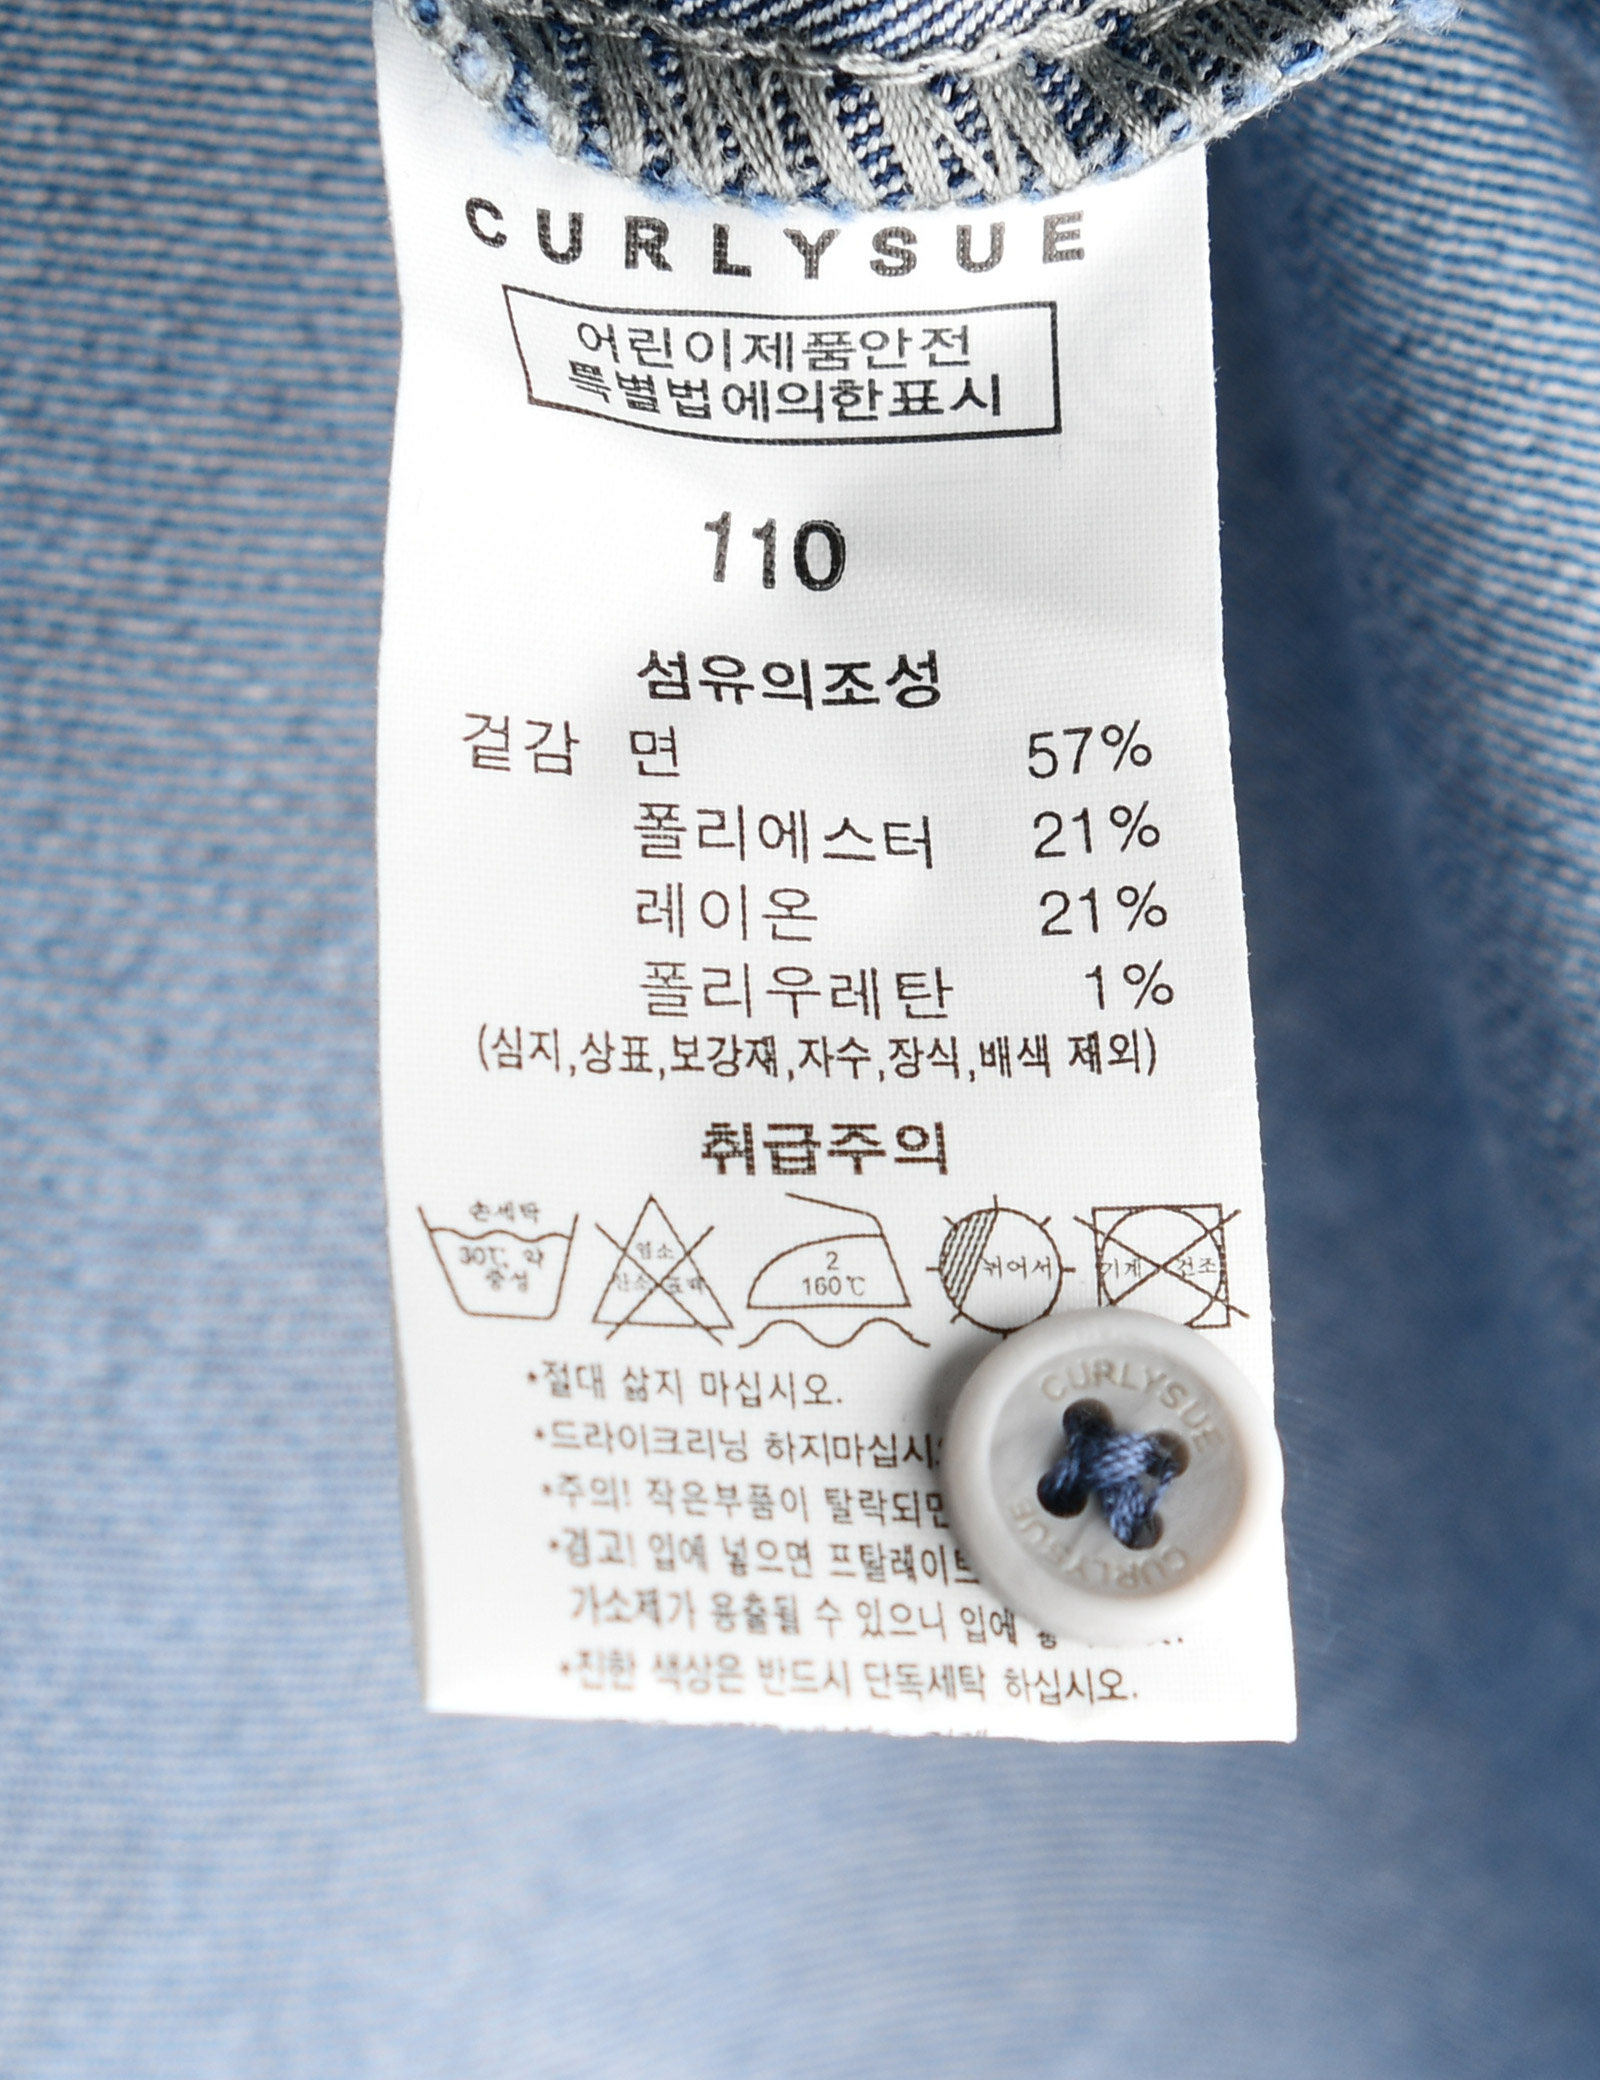 CURLYSUE
어린이제품안전
특별법에의한표시
110
섬유의조성
겉감 면 57%
폴리에스터 21%
레이온 21%
폴리우레탄 1%
(심지,상표,보강재,자수,장식,배색 제외)
취급주의
손세탁
30℃, 약
중성
염소
산소, 표백
2
160℃
뉘어서
기계 건조
*절대 삶지 마십시오.
*드라이크리닝 하지마십시
*주의! 작은부품이 탈락되면
*경고! 입에 넣으면 프탈레이트
가소제가 용출될 수 있으니 입에
*진한 색상은 반드시 단독세탁 하십시오.
CURLYSUE
CURLYSUE